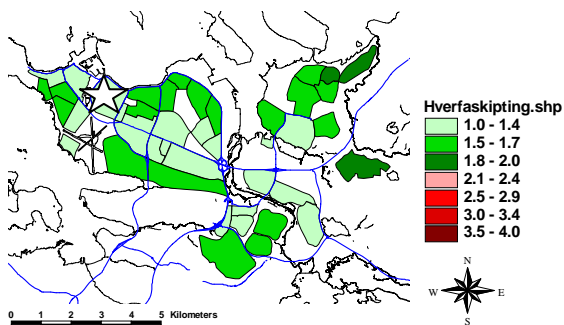 Hverfaskipting.shp
1.0 - 1.4
1.5 - 1.7
1.8 - 2.0
2.1 - 2.4
2.5 - 2.9
3.0 - 3.4
3.5 - 4.0
N
W E
S
0 1 2 3 4 5 Kilometers